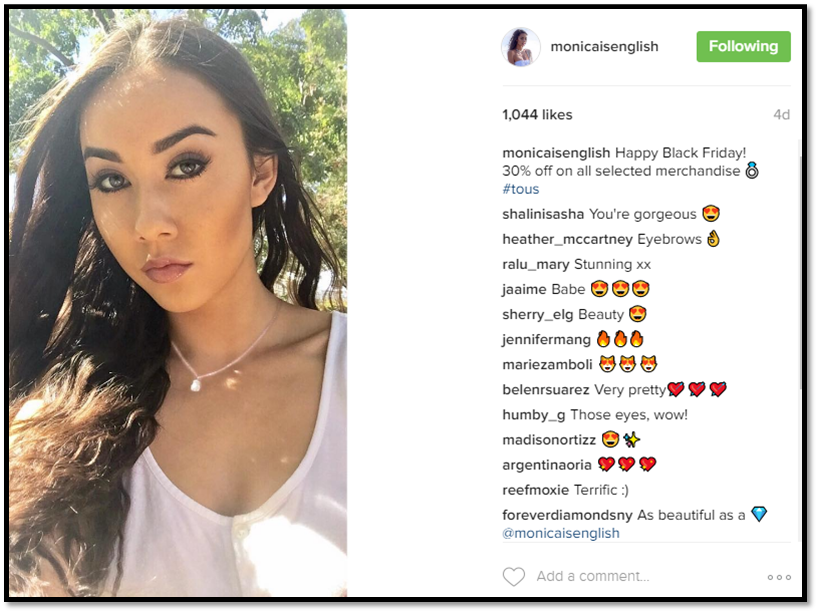 monicaisenglish
Following
1,044 likes
4d
monicaisenglish Happy Black Friday!
30% off on all selected merchandise 💍
#tous
shalinisasha You're gorgeous 😍
heather_mccartney Eyebrows 👌
ralu_mary Stunning xx
jaaime Babe 😍😍😍
sherry_elg Beauty 😍
jennifermang 🔥🔥🔥
mariezamboli 😻😻😻
belenrsuarez Very pretty💘💘💘
humby_g Those eyes, wow!
madisonortizz 😍✨
argentinaoria 💖💖💖
reefmoxie Terrific :)
foreverdiamondsny As beautiful as a 💎
@monicaisenglish
Add a comment...